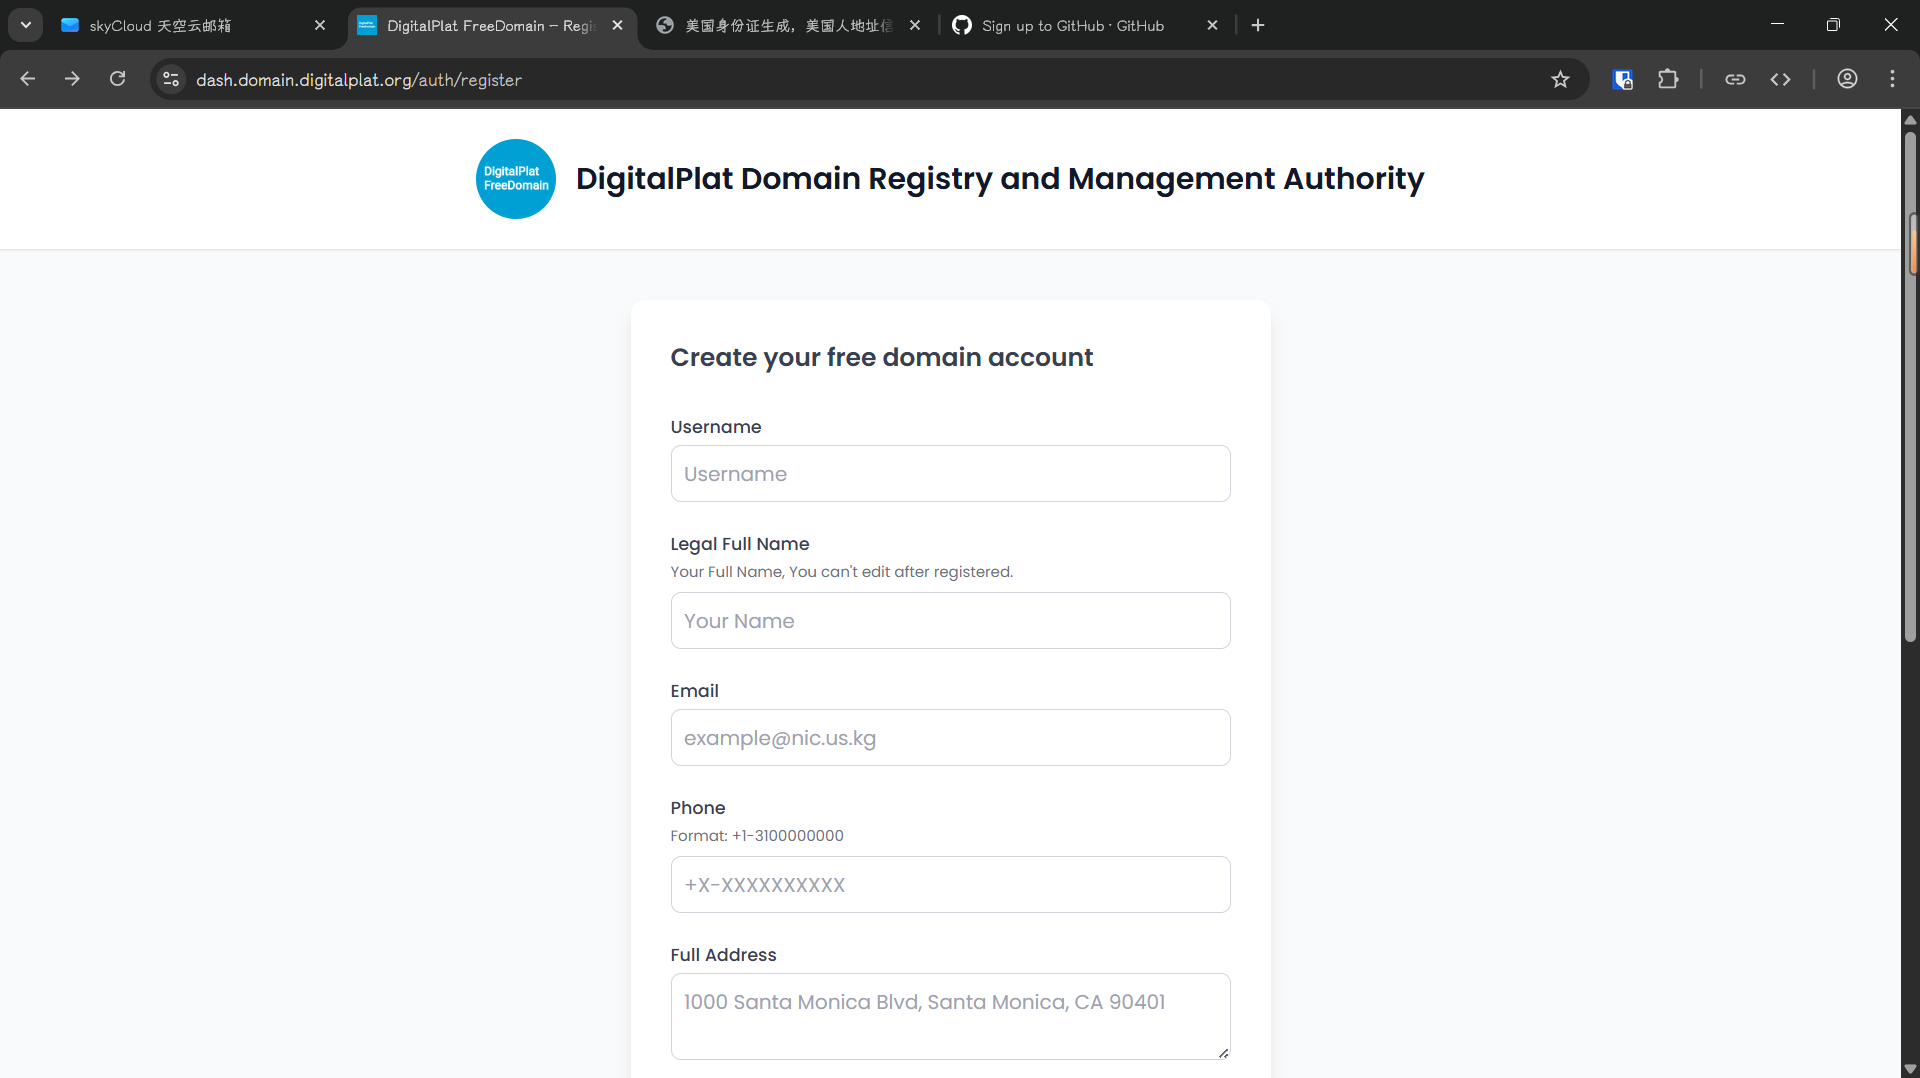 skyCloud 天空云邮箱
DigitalPlat FreeDomain – Regis
美国身份证生成，美国人地址信
Sign up to GitHub · GitHub
dash.domain.digitalplat.org/auth/register
DigitalPlat
FreeDomain
DigitalPlat Domain Registry and Management Authority
Create your free domain account
Username
Username
Legal Full Name
Your Full Name, You can't edit after registered.
Your Name
Email
example@nic.us.kg
Phone
Format: +1-3100000000
+X-XXXXXXXXXX
Full Address
1000 Santa Monica Blvd, Santa Monica, CA 90401